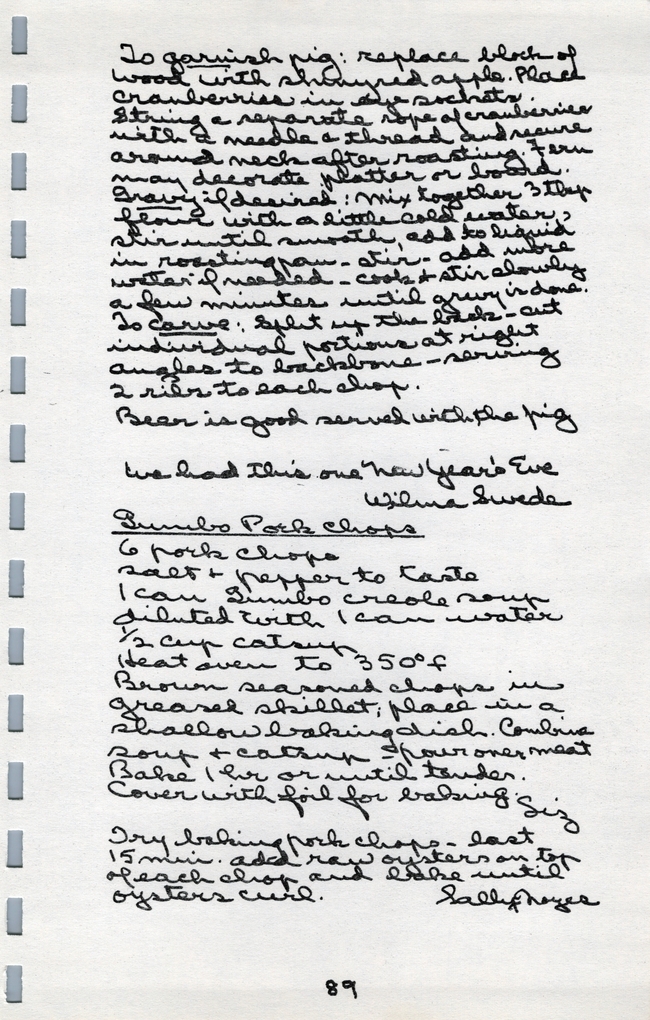 To garnish pig: replace block of
wood with shiny red apple. Place
cranberries in eye sockets.
String a separate rope of cranberries
with a needle & thread and secure
around neck after roasting. Fern
may decorate platter or board.
Gravy if desired: Mix together 3 tbsp
flour with a little cold water,
stir until smooth, add to liquid
in roasting pan - stir - add more
water if needed - cook & stir slowly
a few minutes until gravy is done.
To carve: Split up the back - cut
individual portions at right
angles to backbone - serving
2 ribs to each chop.
Beer is good served with the pig
We had this one New Year's Eve
Wilma Swede
Gumbo Pork Chops
6 pork chops
salt + pepper to taste
1 can Gumbo creole soup
diluted with 1 can water
1/2 cup catsup
Heat oven to 350°f
Brown seasoned chops in
greased skillet; place in a
shallow baking dish. Combine
soup + catsup - pour over meat
Bake 1 hr or until tender.
Cover with foil for baking.
Siz
Try baking pork chops - last
15 min. add raw oysters on top
of each chop and bake until
oysters curl.
Sally Noyes
89